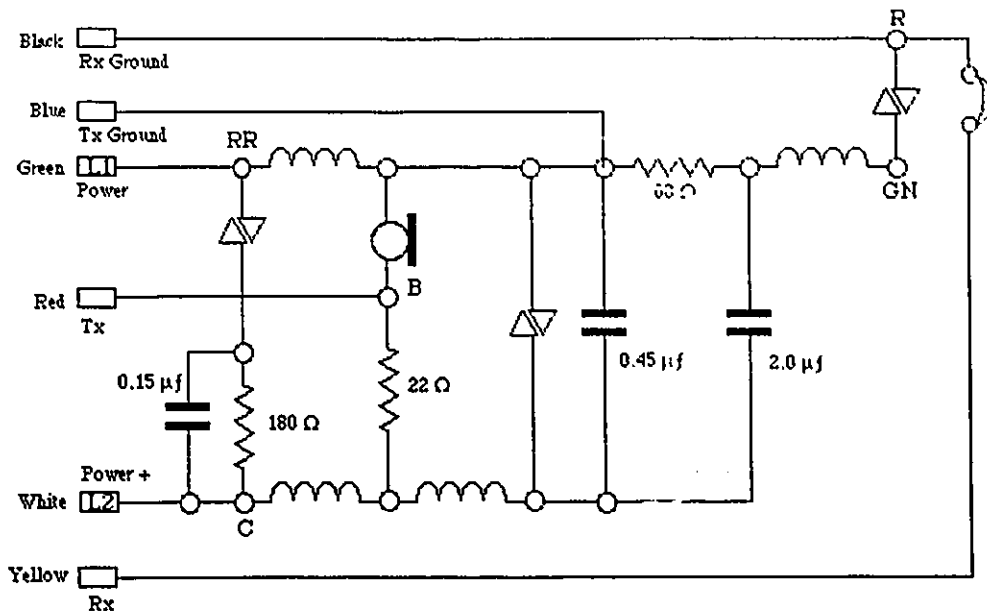 Black
Rx Ground
R
Blue
Tx Ground
RR
Green L1
Power
GN
Red
Tx
B
0.15 µf
180 Ω
22 Ω
0.45 µf
2.0 µf
Power +
White L2
C
Yellow
Rx